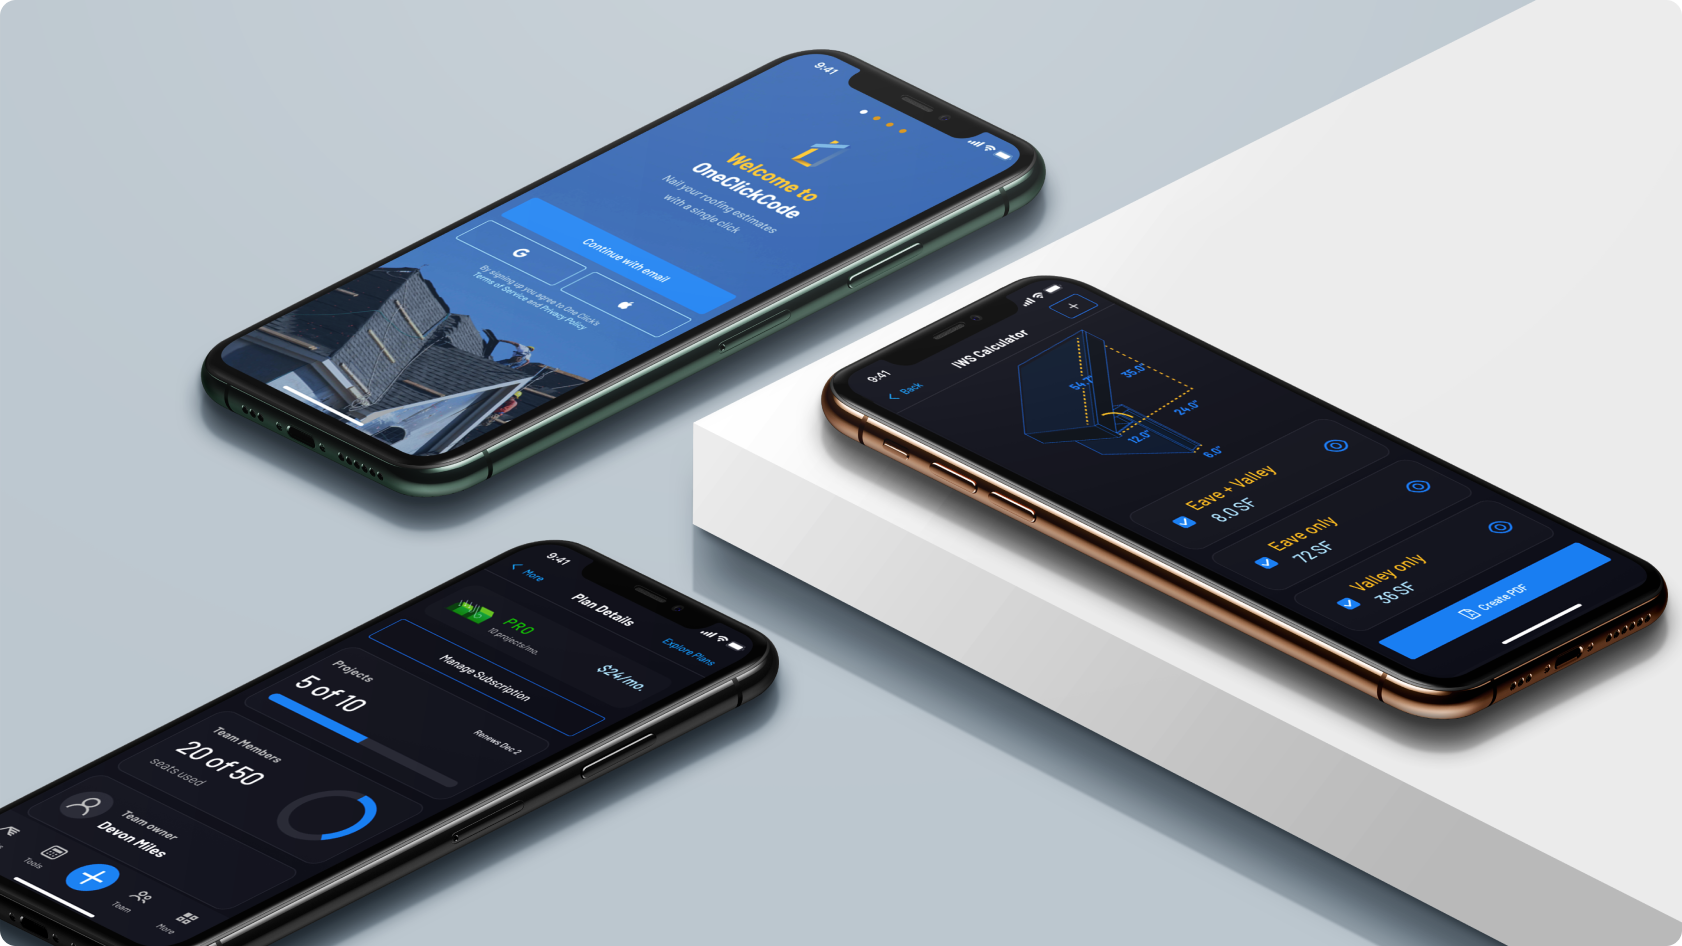 9:41
Welcome to
OneClickCode
Nail your roofing estimates
with a single click
Continue with email
G
By signing up you agree to One Click's
Terms of Service and Privacy Policy
9:41
Back
IWS Calculator
+
54.7"
35.0"
24.0"
12.0"
6.0"
Eave + Valley
8.0 SF
Eave only
72 SF
Valley only
36 SF
Create PDF
9:41
More
Plan Details
Explore Plans
PRO
10 projects/mo.
$24/mo.
Manage Subscription
Projects
5 of 10
Renews Dec 2
Team Members
20 of 50
seats used
Team owner
Devon Miles
Tools
Team
More